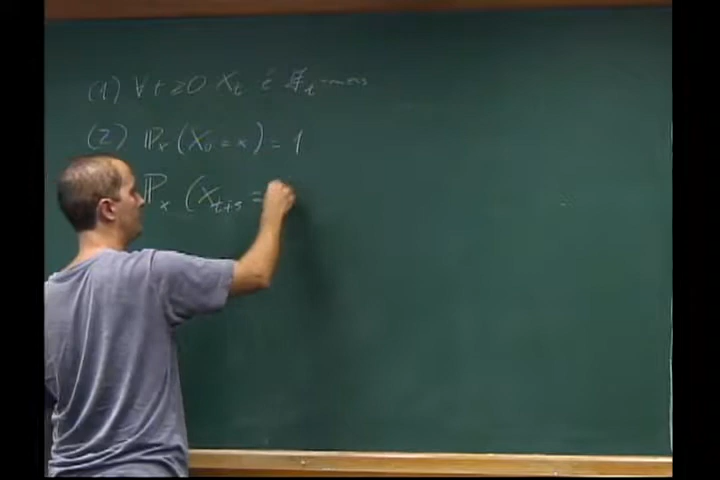 (1) ∀ t ≥ 0 X_t é ℱ_t-mens
(2) ℙ_x (X_0 = x) = 1
ℙ_x (X_{t+s} =